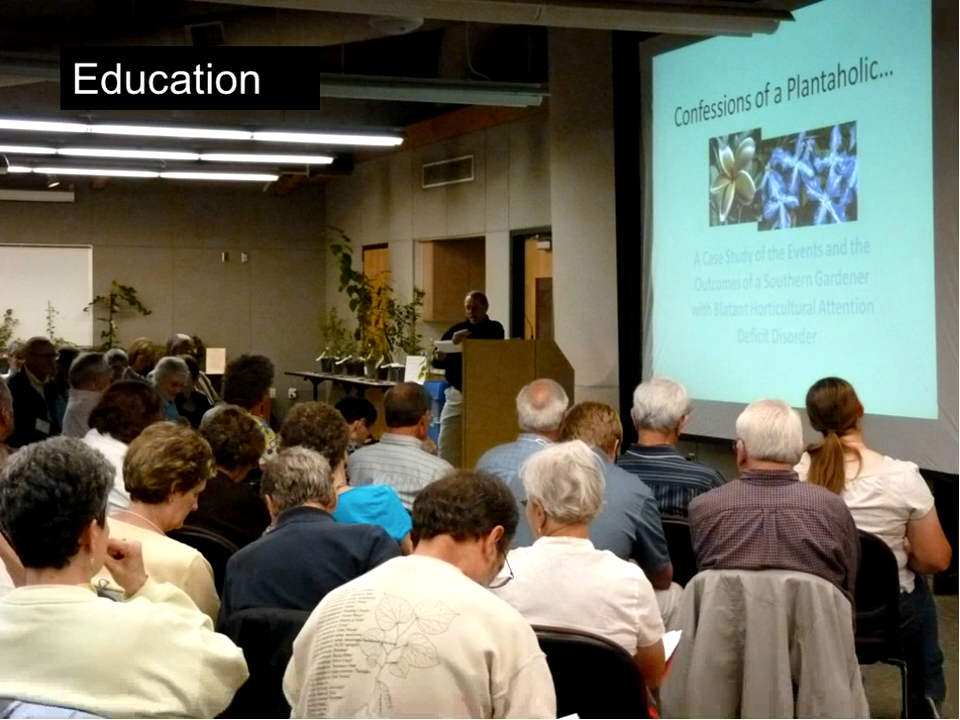 Education
Confessions of a Plantaholic...
A Case Study of the Events and the
Outcomes of a Southern Gardener
with Blatant Horticultural Attention
Deficit Disorder